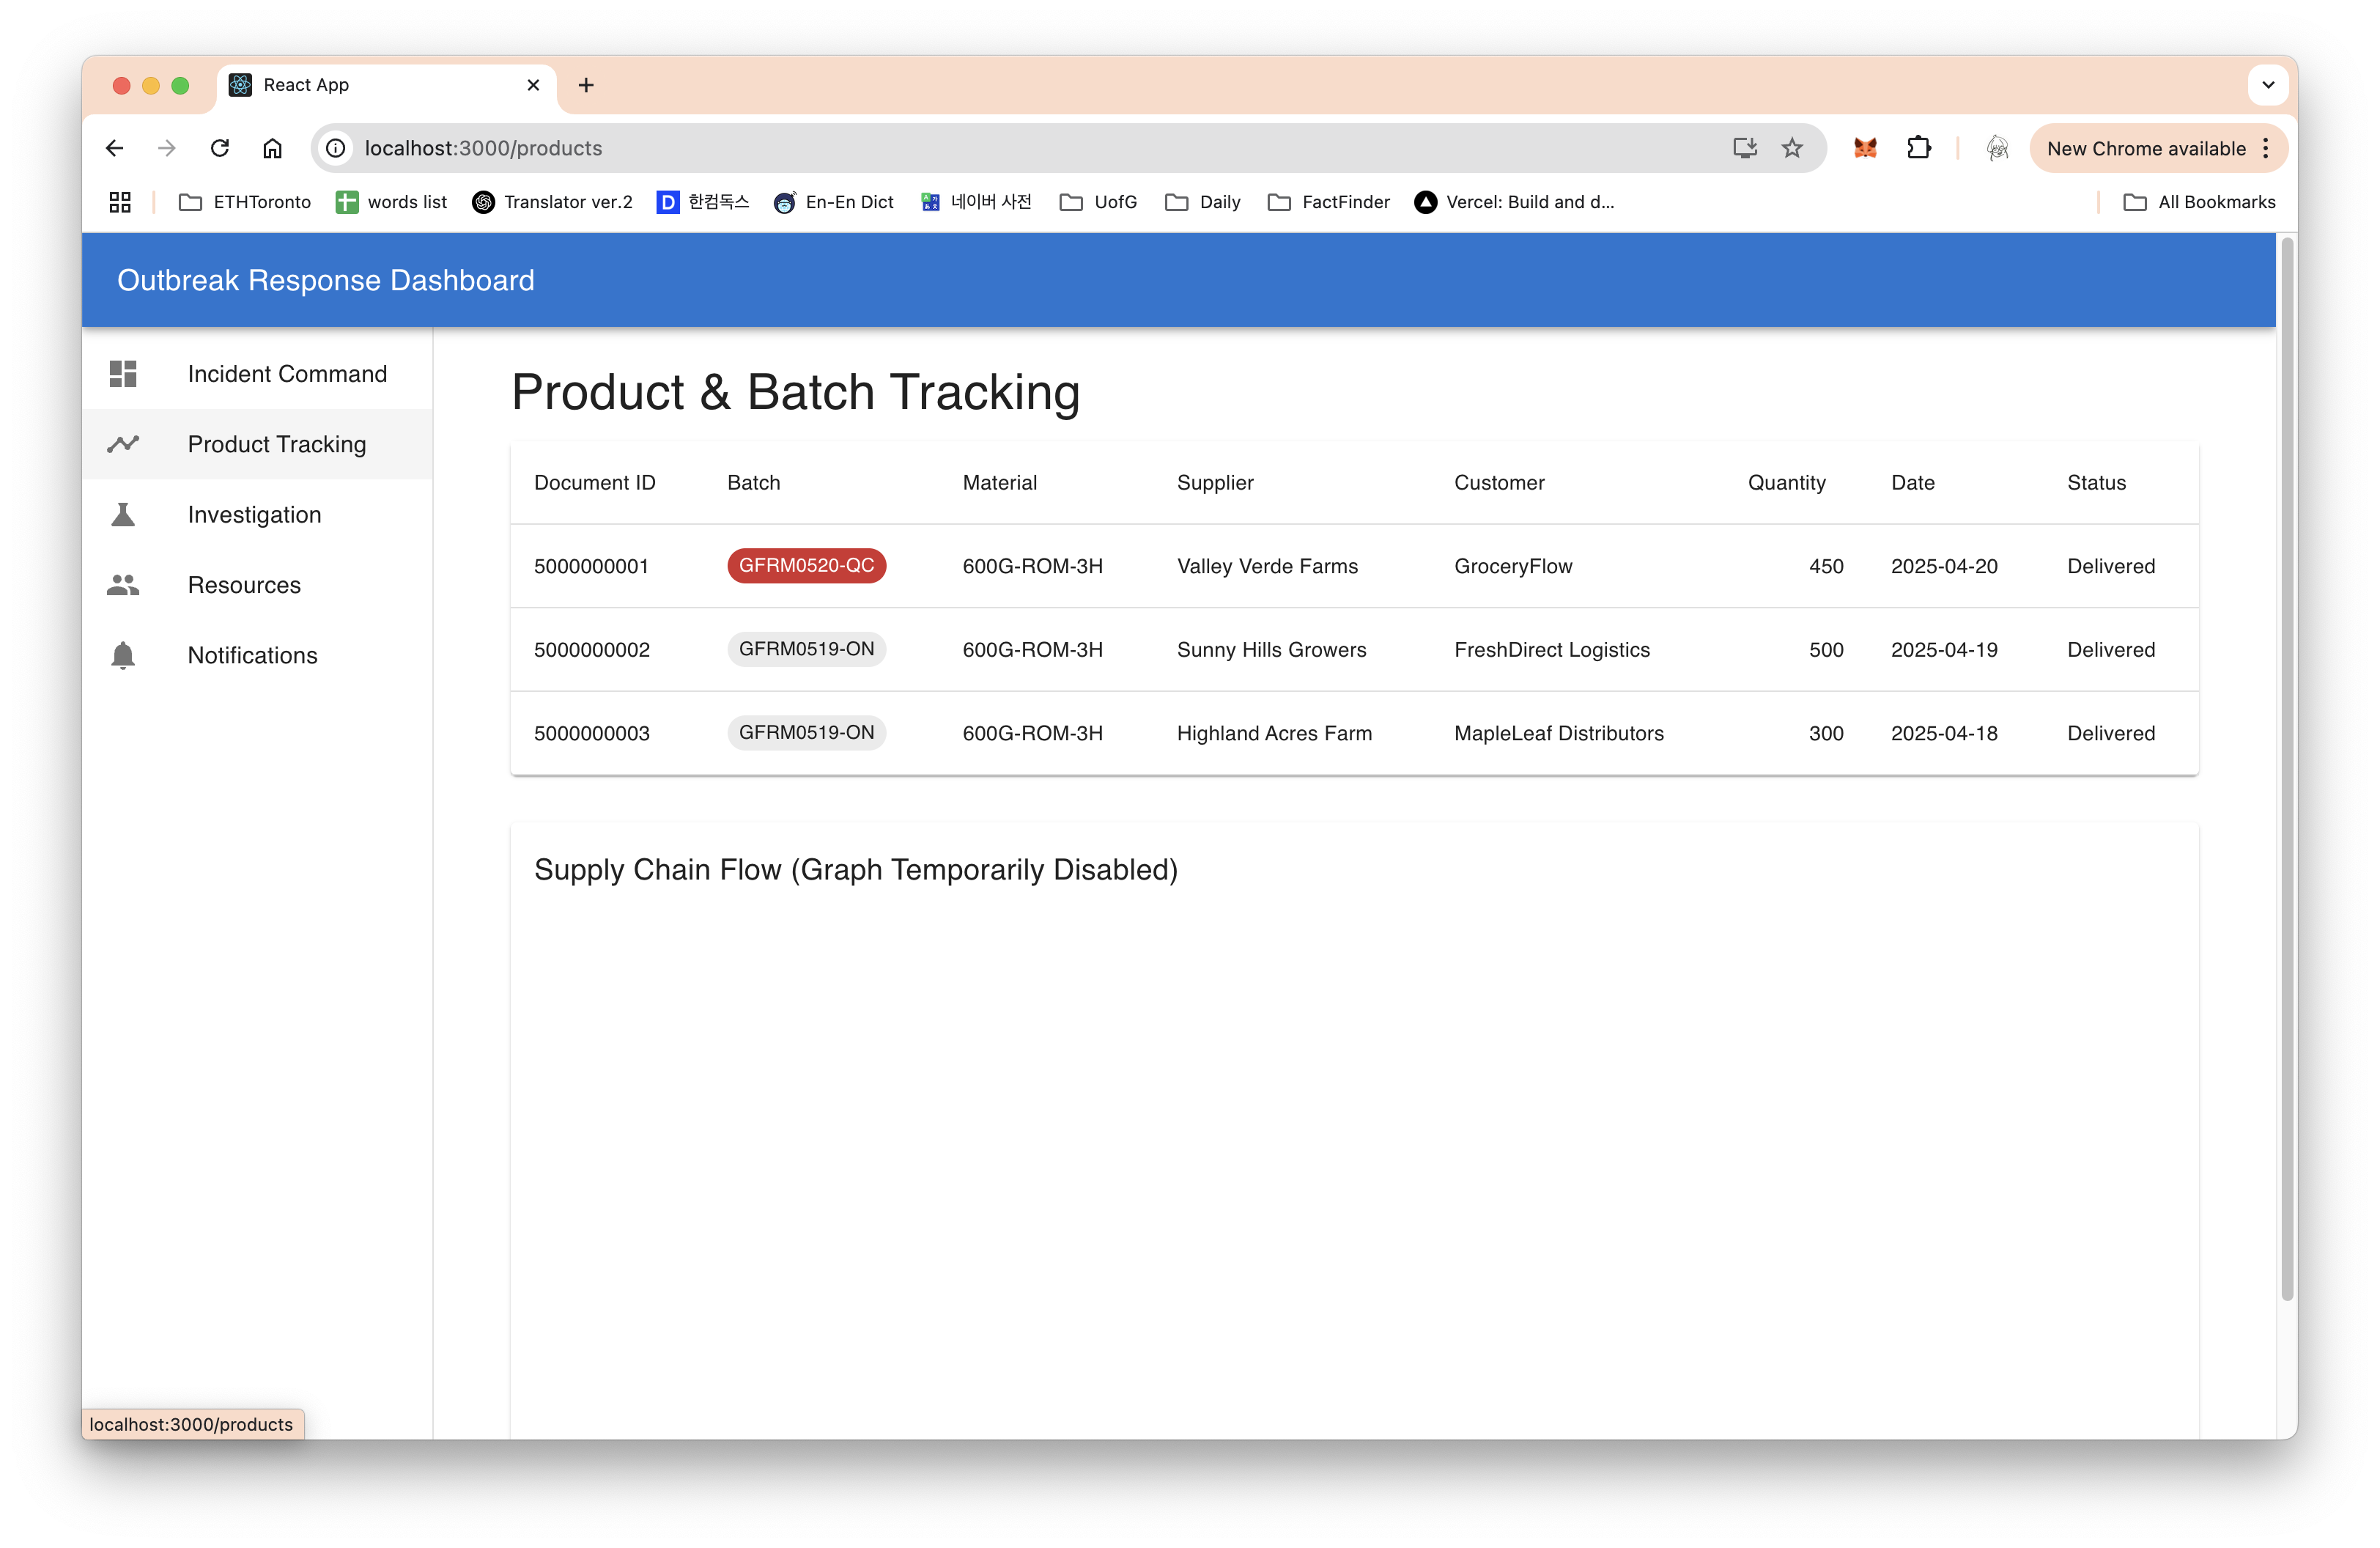 React App
localhost:3000/products
New Chrome available
ETHToronto words list Translator ver.2 한컴독스 En-En Dict 네이버 사전 UofG Daily FactFinder Vercel: Build and d... All Bookmarks
Outbreak Response Dashboard
Incident Command
Product Tracking
Investigation
Resources
Notifications
Product & Batch Tracking
Document ID Batch Material Supplier Customer Quantity Date Status
5000000001 GFRM0520-QC 600G-ROM-3H Valley Verde Farms GroceryFlow 450 2025-04-20 Delivered
5000000002 GFRM0519-ON 600G-ROM-3H Sunny Hills Growers FreshDirect Logistics 500 2025-04-19 Delivered
5000000003 GFRM0519-ON 600G-ROM-3H Highland Acres Farm MapleLeaf Distributors 300 2025-04-18 Delivered
Supply Chain Flow (Graph Temporarily Disabled)
localhost:3000/products